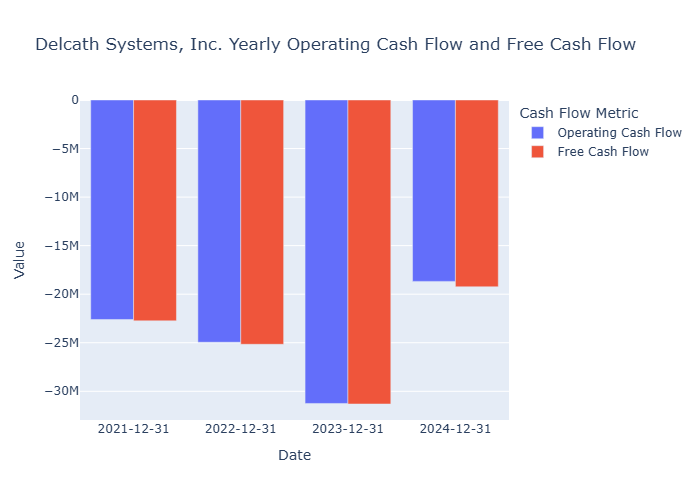 Delcath Systems, Inc. Yearly Operating Cash Flow and Free Cash Flow
Cash Flow Metric
Operating Cash Flow
Free Cash Flow
Value
0
−5M
−10M
−15M
−20M
−25M
−30M
2021-12-31
2022-12-31
2023-12-31
2024-12-31
Date